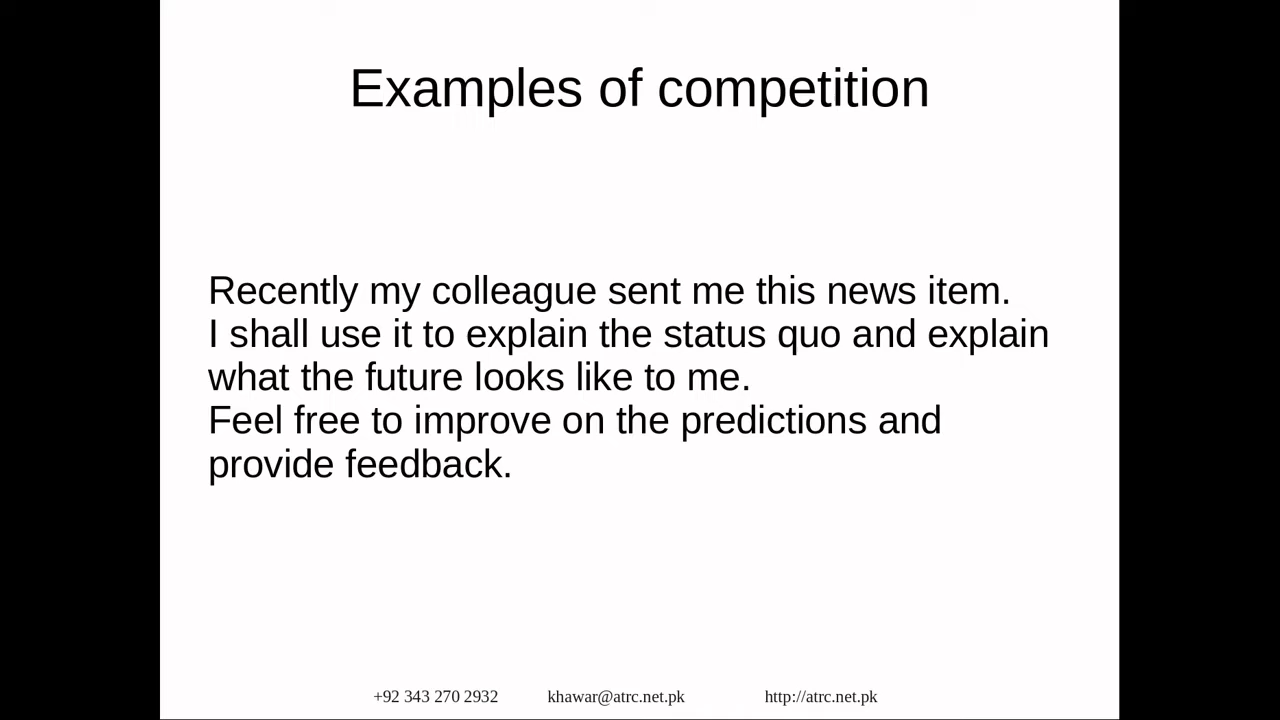 Examples of competition
Recently my colleague sent me this news item.
I shall use it to explain the status quo and explain
what the future looks like to me.
Feel free to improve on the predictions and
provide feedback.
+92 343 270 2932 khawar@atrc.net.pk http://atrc.net.pk